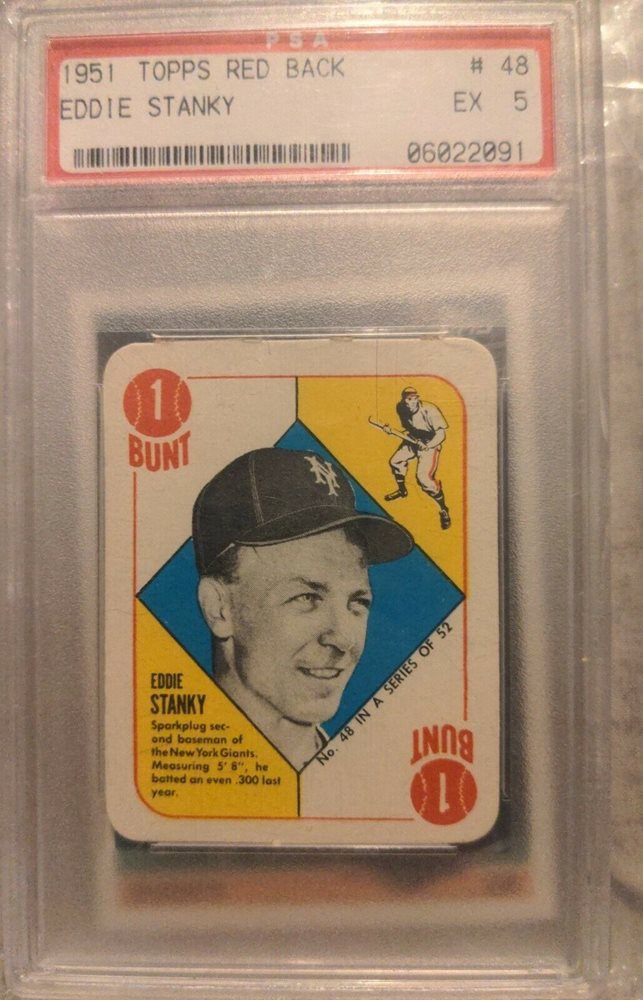 PSA
1951 TOPPS RED BACK # 48
EDDIE STANKY EX 5
06022091
1
BUNT
NY
EDDIE
STANKY
Sparkplug sec-
ond baseman of
the New York Giants.
Measuring 5' 8", he
batted an even .300 last
year.
No. 48 IN A SERIES OF 52
BUNT
1